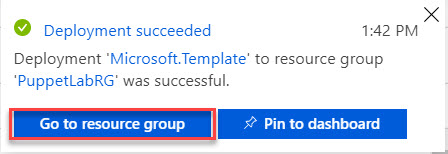 Deployment succeeded 1:42 PM
Deployment 'Microsoft.Template' to resource group
'PuppetLabRG' was successful.
Go to resource group Pin to dashboard